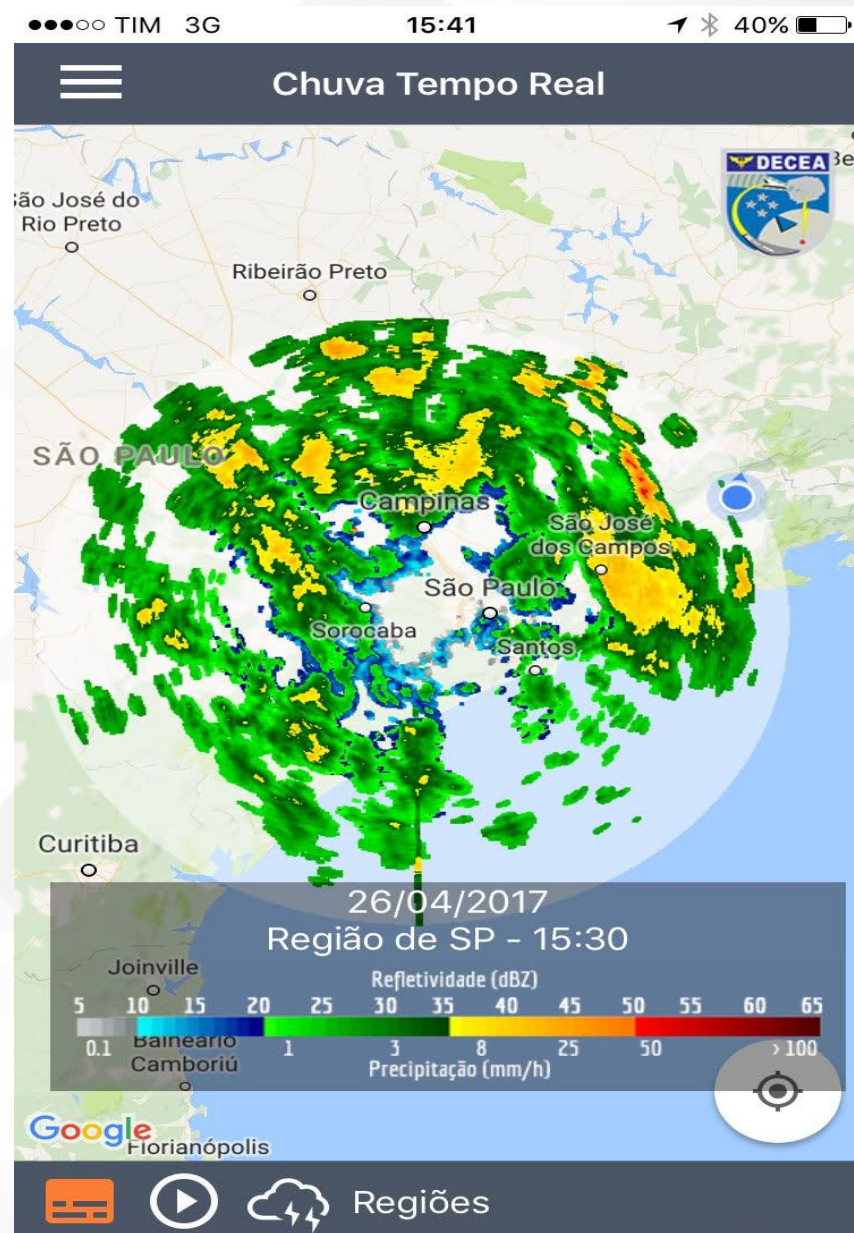 TIM 3G 15:41 40%
Chuva Tempo Real
DECEA
Be
São José do
Rio Preto
Ribeirão Preto
SÃO PAULO
Campinas
São José
dos Campos
São Paulo
Sorocaba
Santos
Curitiba
26/04/2017
Região de SP - 15:30
Joinville
Refletividade (dBZ)
5 10 15 20 25 30 35 40 45 50 55 60 65
0.1 1 3 8 25 50 > 100
Balneário
Camboriú
Precipitação (mm/h)
Google
Florianópolis
Regiões